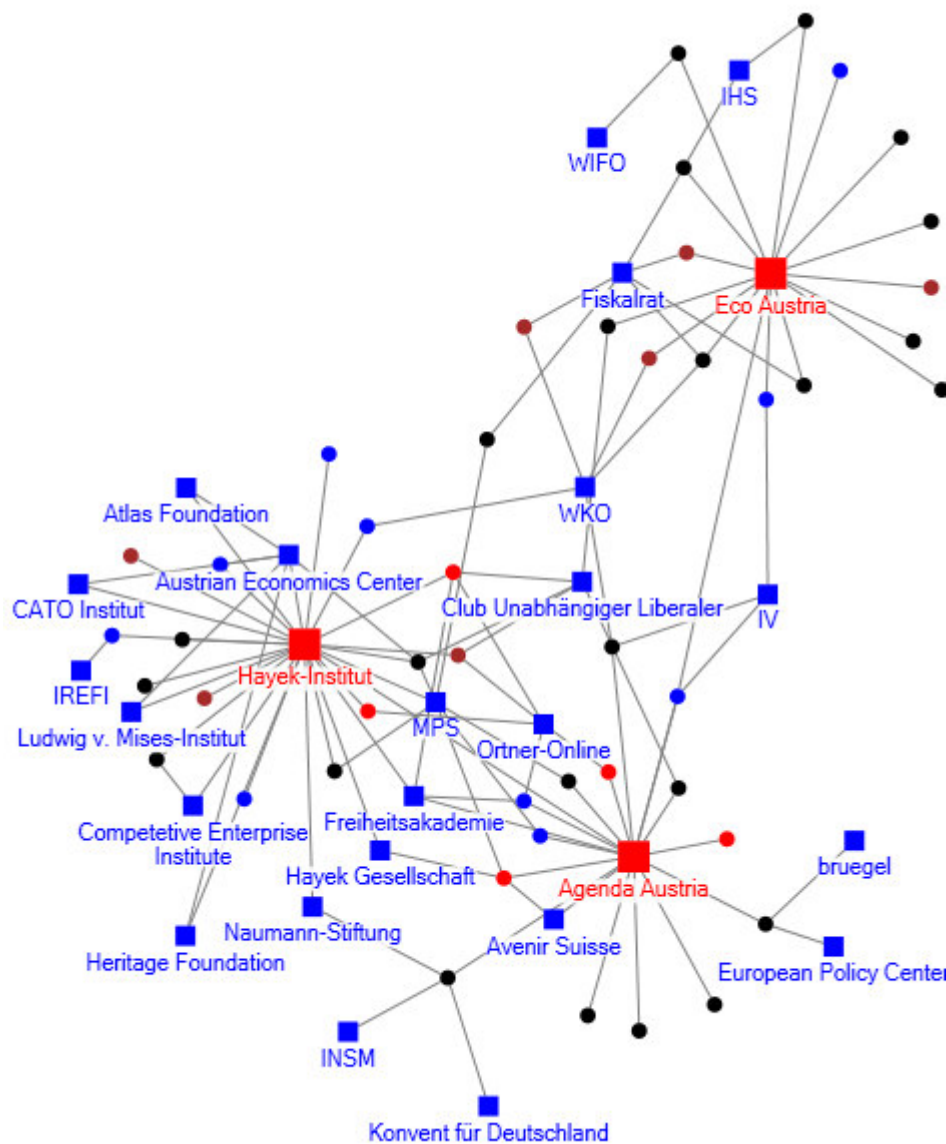 IHS
WIFO
Fiskalrat
Eco Austria
Atlas Foundation
WKO
Austrian Economics Center
CATO Institut
Club Unabhängiger Liberaler
IV
Hayek-Institut
IREFI
MPS
Ludwig v. Mises-Institut
Ortner-Online
Freiheitsakademie
Competetive Enterprise
Institute
Hayek Gesellschaft
Agenda Austria
bruegel
Naumann-Stiftung
Avenir Suisse
Heritage Foundation
European Policy Center
INSM
Konvent für Deutschland